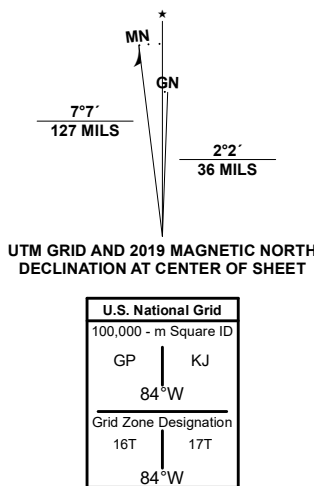 ★
MN
GN
7°7´
127 MILS
2°2´
36 MILS
UTM GRID AND 2019 MAGNETIC NORTH
DECLINATION AT CENTER OF SHEET
U.S. National Grid
100,000 - m Square ID
GP KJ
84°W
Grid Zone Designation
16T 17T
84°W